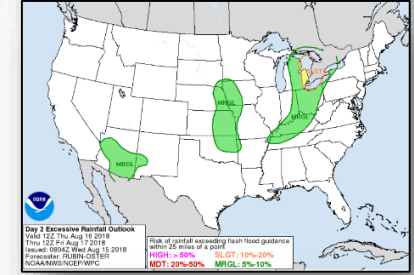 SLGT
MRGL
MRGL
MRGL
NOAA
Day 2 Excessive Rainfall Outlook
Valid 12Z Thu Aug 16 2018
Thru 12Z Fri Aug 17 2018
Issued: 0804Z Wed Aug 15 2018
Forecaster: RUBIN-OSTER
NOAA/NWS/NCEP/WPC
Risk of rainfall exceeding flash flood guidance
within 25 miles of a point
HIGH: > 50% SLGT: 10%-20%
MDT: 20%-50% MRGL: 5%-10%